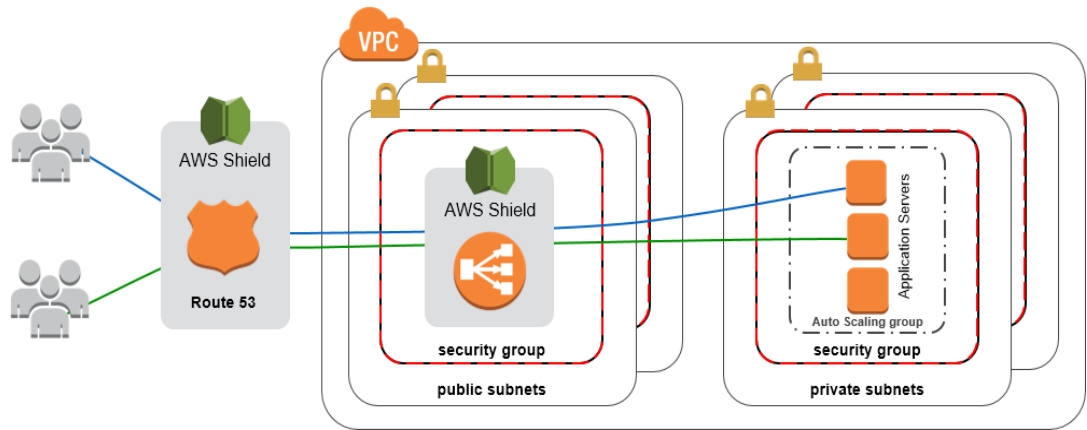 VPC
AWS Shield
Route 53
AWS Shield
security group
public subnets
Application Servers
Auto Scaling group
security group
private subnets